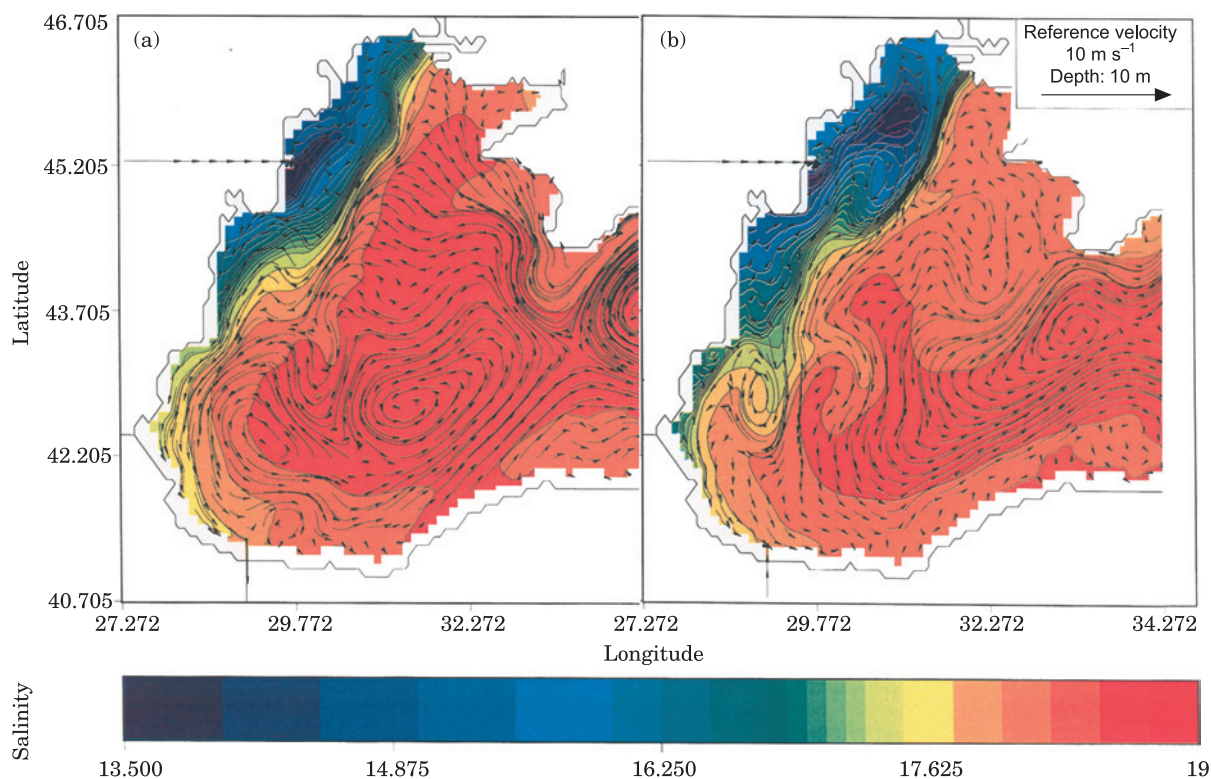 46.705
45.205
43.705
42.205
40.705
Latitude
(a)
(b)
Reference velocity
10 m s⁻¹
Depth: 10 m
27.272
29.772
32.272
27.272
29.772
32.272
34.272
Longitude
Salinity
13.500
14.875
16.250
17.625
19